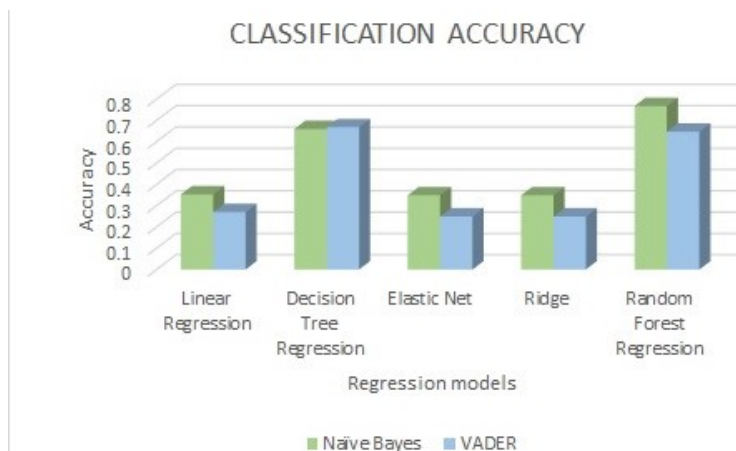 CLASSIFICATION ACCURACY
0.8
0.7
0.6
0.5
0.4
0.3
0.2
0.1
0
Accuracy
Linear
Regression
Decision
Tree
Regression
Elastic Net
Ridge
Random
Forest
Regression
Regression models
Naïve Bayes
VADER